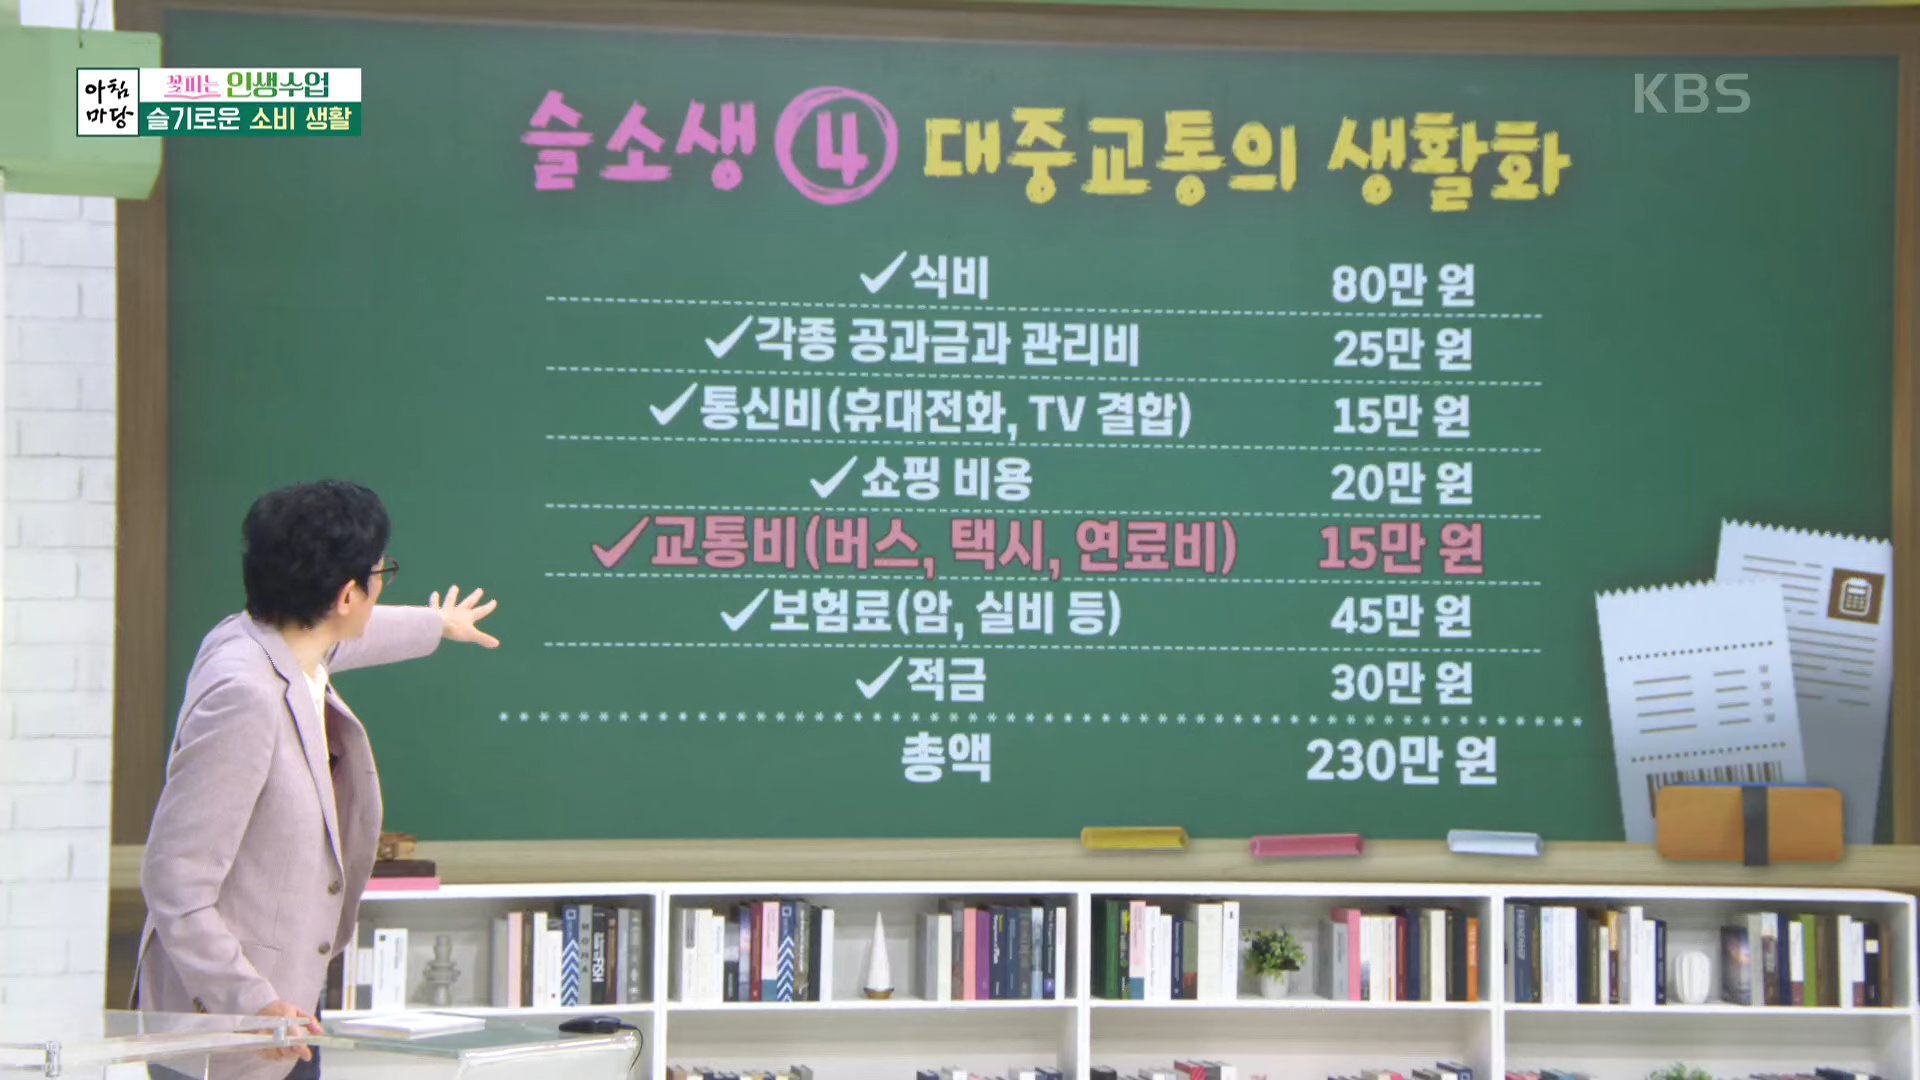 아침
마당
꽃피는 인생수업
슬기로운 소비 생활
KBS
슬소생 ④ 대중교통의 생활화
✓식비 80만 원
✓각종 공과금과 관리비 25만 원
✓통신비(휴대전화, TV 결합) 15만 원
✓쇼핑 비용 20만 원
✓교통비(버스, 택시, 연료비) 15만 원
✓보험료(암, 실비 등) 45만 원
✓적금 30만 원
총액 230만 원